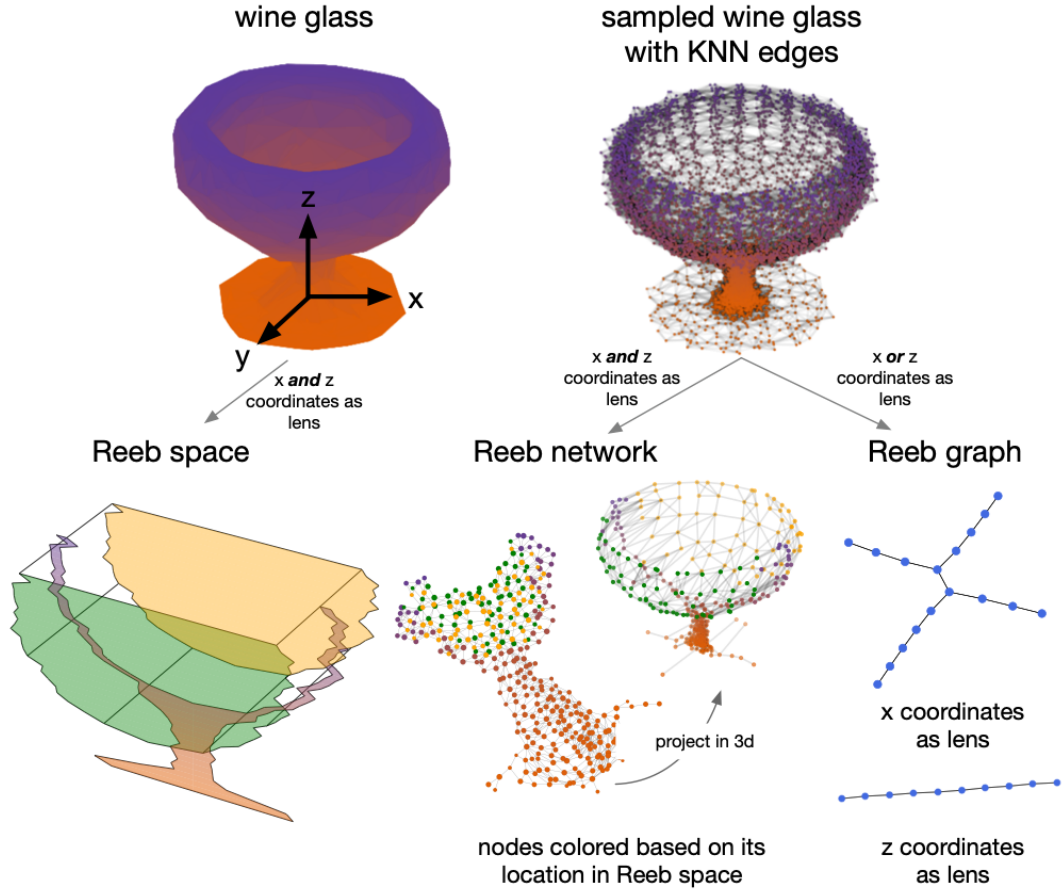 wine glass
sampled wine glass
with KNN edges
z
x
y
x and z
coordinates as
lens
x and z
coordinates as
lens
x or z
coordinates as
lens
Reeb space
Reeb network
Reeb graph
project in 3d
x coordinates
as lens
nodes colored based on its
location in Reeb space
z coordinates
as lens